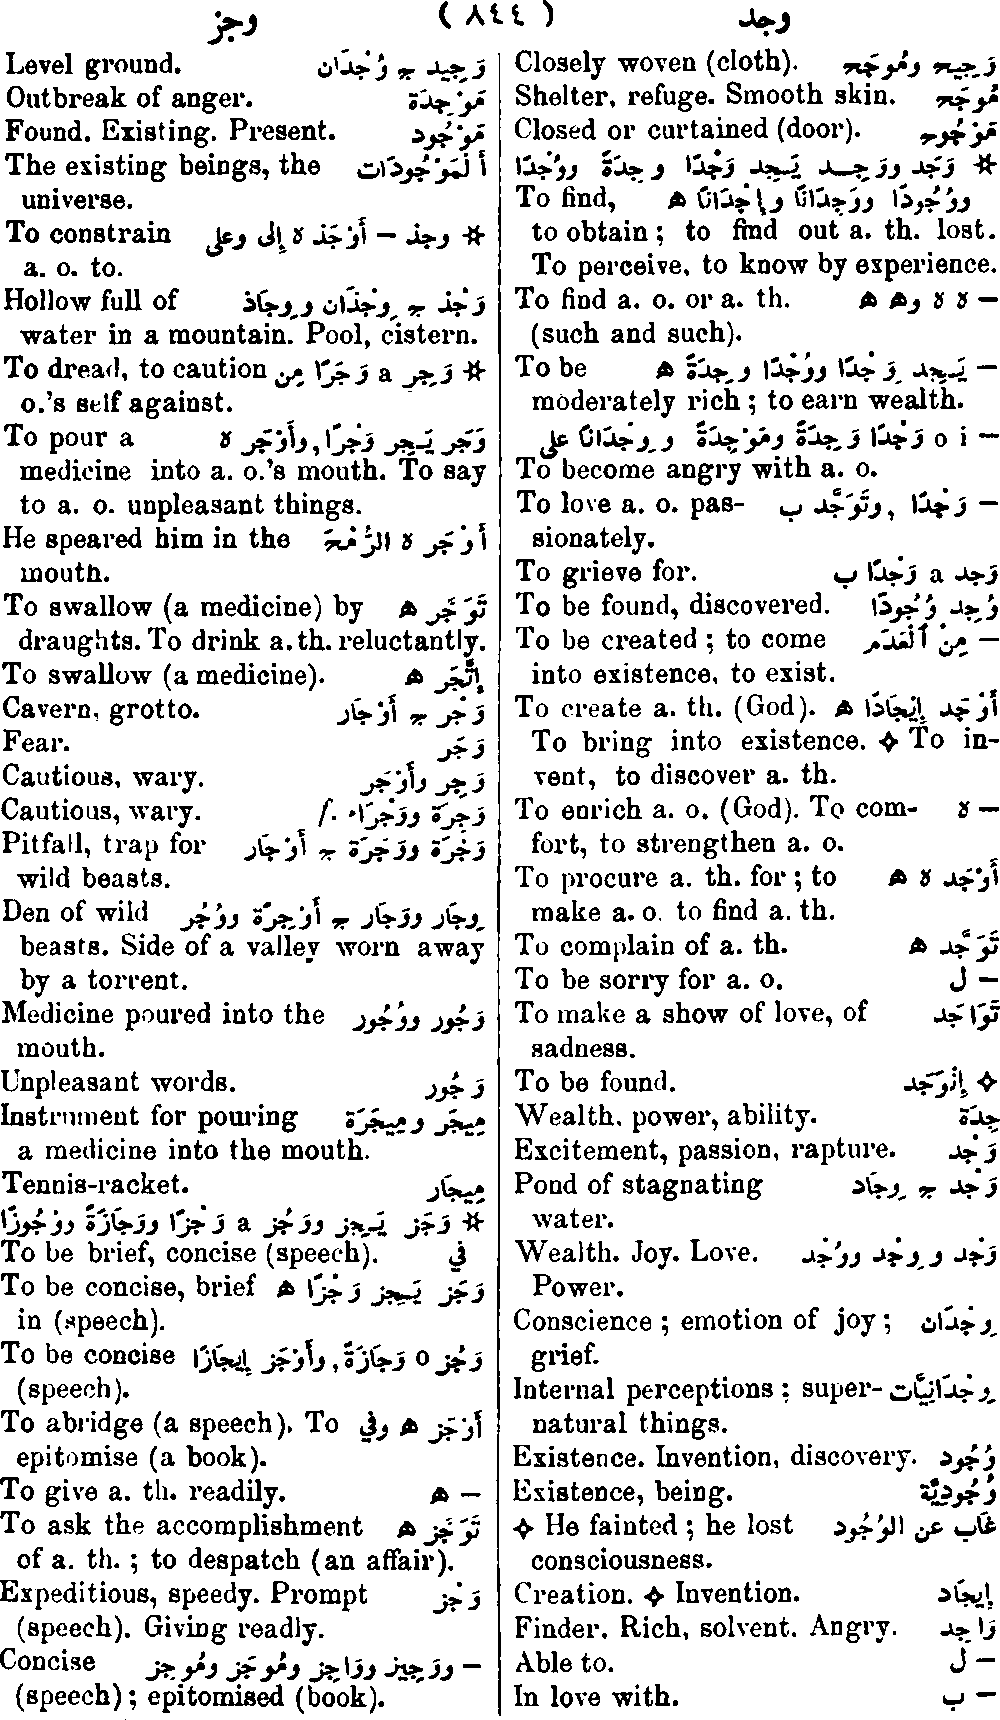 وجد ( ٨٤٤ ) وجز
Closely woven (cloth). وَجِيه ومُوَجَّه
Shelter, refuge. Smooth skin. مُوَجَّه
Closed or curtained (door). مَوْجُوه
* وَجَد ووَجِد يَجِد وَجْدًا وجِدَةً ووُجْدًا
To find, ووُجُودًا ووِجْدَانًا وإِجْدَانًا ه
to obtain ; to find out a. th. lost.
To perceive, to know by experience.
To find a. o. or a. th. — ه ه وه ه
(such and such).
To be — يَجِد وَجْدًا ووُجْدًا وجِدَةً ه
moderately rich ; to earn wealth.
— i o وَجْدًا وجِدَةً ومَوْجِدَةً ووِجْدَانًا على
To become angry with a. o.
To love a. o. pas- — وَجْدًا, وتَوَجَّد ب
sionately.
To grieve for. وَجِد a وَجْدًا ب
To be found, discovered. وُجِد وُجُودًا
To be created ; to come — مِنَ ٱلْعَدَم
into existence, to exist.
To create a. th. (God). أَوْجَد إِيْجَادًا ه
To bring into existence. ✧ To in-
vent, to discover a. th.
To enrich a. o. (God). To com- — ه
fort, to strengthen a. o.
To procure a. th. for ; to أَوْجَد ه ه
make a. o. to find a. th.
To complain of a. th. تَوَجَّد ه
To be sorry for a. o. — ل
To make a show of love, of تَوَاجَد
sadness.
To be found. ✧ إِنْوَجَد
Wealth, power, ability. جِدَة
Excitement, passion, rapture. وَجْد
Pond of stagnating وَجْد ج وِجَاد
water.
Wealth. Joy. Love. وَجْد ووِجْد ووُجْد
Power.
Conscience ; emotion of joy ; وِجْدَان
grief.
Internal perceptions ; super- وِجْدَانِيَّات
natural things.
Existence. Invention, discovery. وُجُود
Existence, being. وُجُودِيَّة
✧ He fainted ; he lost غَاب عن الوُجُود
consciousness.
Creation. ✧ Invention. إِيجَاد
Finder. Rich, solvent. Angry. وَاجِد
Able to. — ل
In love with. — ب
Level ground. وَجِيد ج وُجْدَان
Outbreak of anger. مَوْجِدَة
Found. Existing. Present. مَوْجُود
The existing beings, the أَلْمَوْجُودَات
universe.
To constrain * وجذ — أَوْجَذ ه إِلى وعلى
a. o. to.
Hollow full of وَجْذ ج وِجْذَان ووِجَاذ
water in a mountain. Pool, cistern.
To dread, to caution * وَجِر a وَجَرًا مِن
o.'s self against.
To pour a وَجَر يَجِر وَجْرًا, وأَوْجَر ه
medicine into a. o.'s mouth. To say
to a. o. unpleasant things.
He speared him in the أَوْجَر ه الرُّمْحَ
mouth.
To swallow (a medicine) by تَوَجَّر ه
draughts. To drink a. th. reluctantly.
To swallow (a medicine). إِتَّجَر ه
Cavern, grotto. وَجْر ج أَوْجَار
Fear. وَجَر
Cautious, wary. وَجِر وأَوْجَر
Cautious, wary. وَجِرَة ووَجْرَاء f.
Pitfall, trap for وَجْرَة ووَجَرَة ج أَوْجَار
wild beasts.
Den of wild وِجَار ووَجَار ج أَوْجِرَة ووُجُر
beasts. Side of a valley worn away
by a torrent.
Medicine poured into the وَجُور ووُجُور
mouth.
Unpleasant words. وَجُور
Instrument for pouring مِيجَر ومِيجَرَة
a medicine into the mouth.
Tennis-racket. مِيجَار
* وَجَز يَجِز ووَجُز a وَجْزًا ووَجَازَةً ووُجُوزًا
To be brief, concise (speech). في
To be concise, brief وَجَز يَجِز وَجْزًا ه
in (speech).
To be concise وَجُز o وَجَازَةً, وأَوْجَز إِيجَازًا
(speech).
To abridge (a speech). To أَوْجَز ه وفي
epitomise (a book).
To give a. th. readily. — ه
To ask the accomplishment تَوَجَّز ه
of a. th. ; to despatch (an affair).
Expeditious, speedy. Prompt وَجْز
(speech). Giving readly.
Concise — ووَجِيز ووَاجِز ومُوجَز ومُوجِز
(speech) ; epitomised (book).